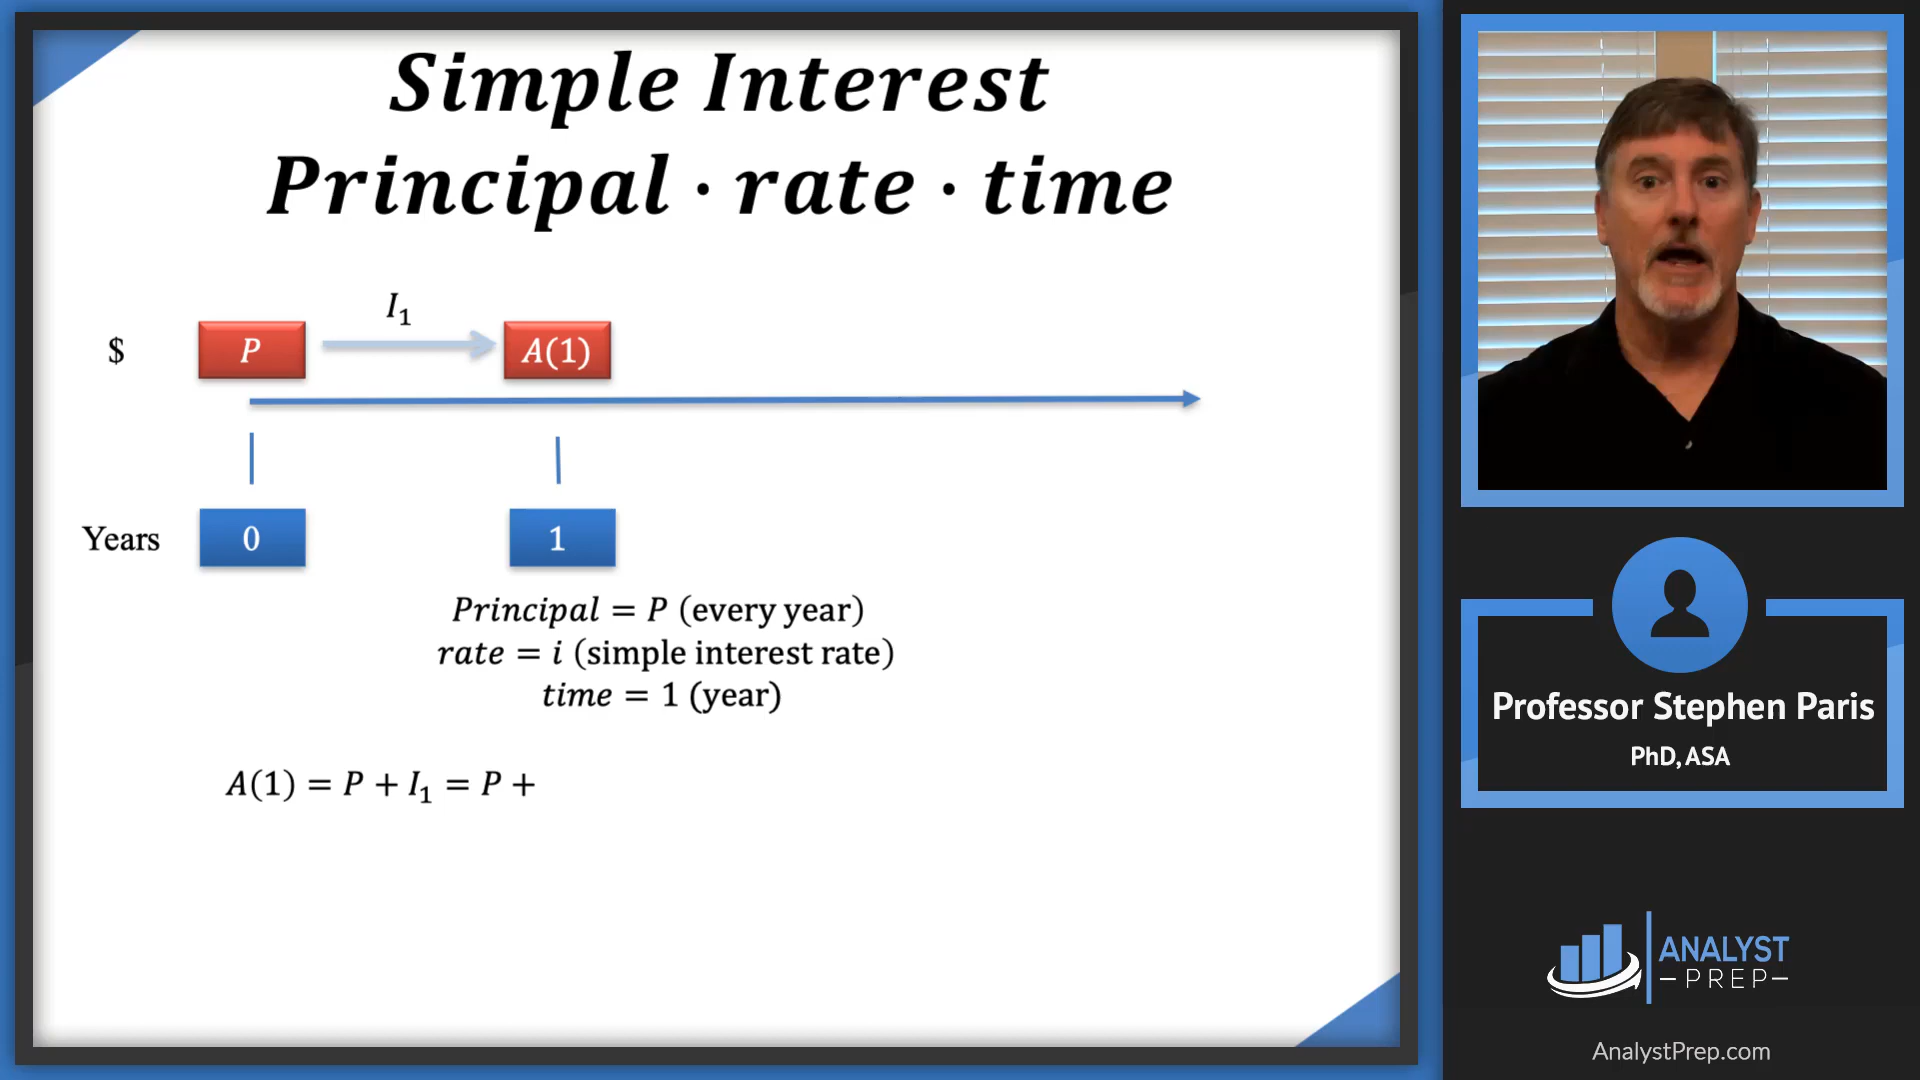 Simple Interest
Principal · rate · time
I₁
$ P A(1)
Years 0 1
Principal = P (every year)
rate = i (simple interest rate)
time = 1 (year)
A(1) = P + I₁ = P +
Professor Stephen Paris
PhD, ASA
ANALYST
PREP
AnalystPrep.com